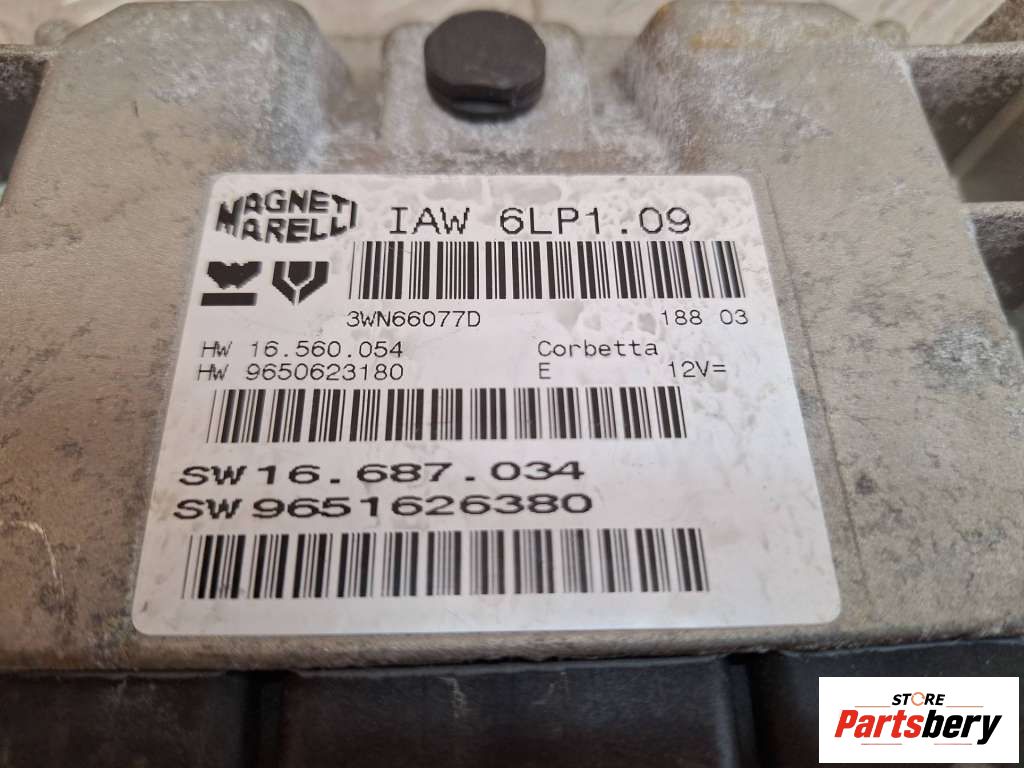 MAGNETI
MARELLI
IAW 6LP1.09
3WN66077D 188 03
HW 16.560.054 Corbetta
HW 9650623180 E 12V=
SW 16.687.034
SW 9651626380
STORE
Partsbery